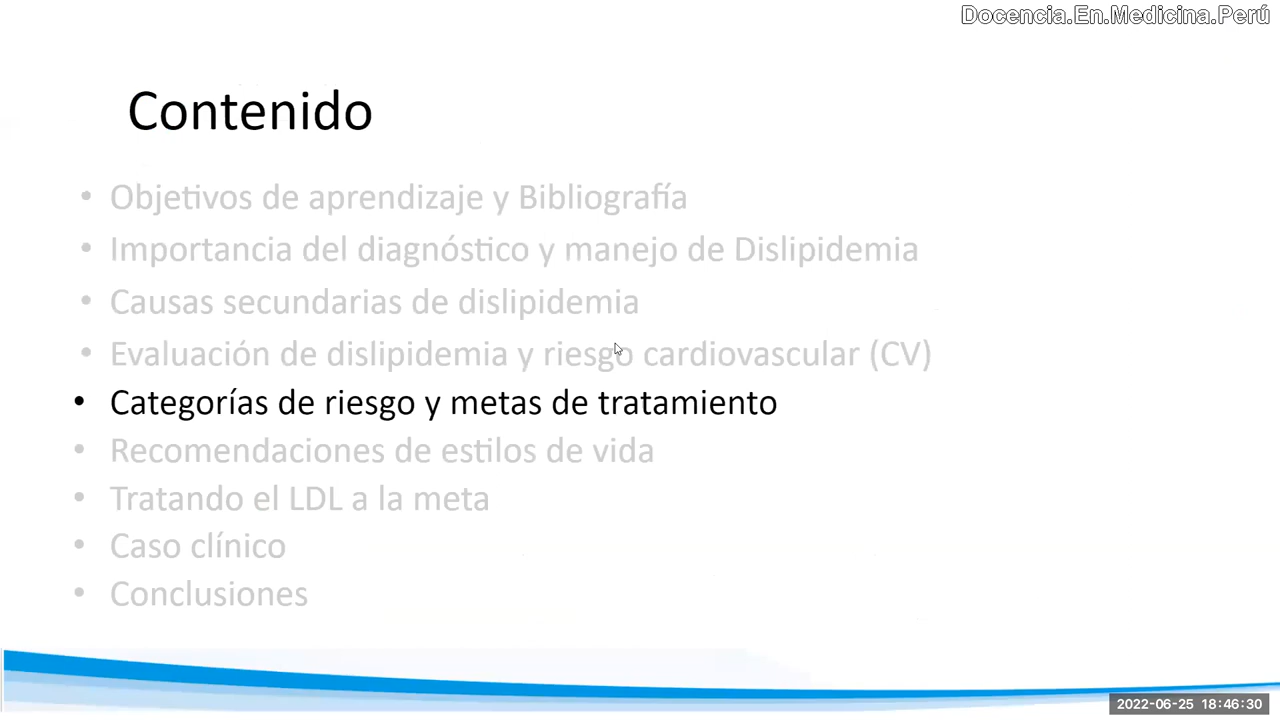 Docencia.En.Medicina.Perú
Contenido
• Objetivos de aprendizaje y Bibliografía
• Importancia del diagnóstico y manejo de Dislipidemia
• Causas secundarias de dislipidemia
• Evaluación de dislipidemia y riesgo cardiovascular (CV)
• Categorías de riesgo y metas de tratamiento
• Recomendaciones de estilos de vida
• Tratando el LDL a la meta
• Caso clínico
• Conclusiones
2022-06-25 18:46:30